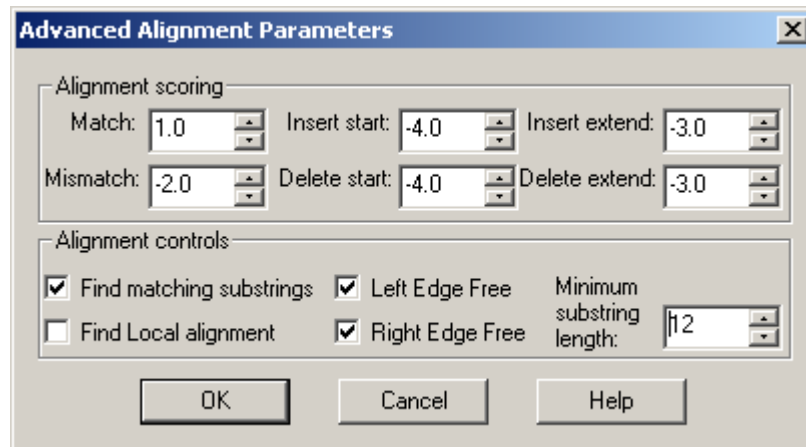 Advanced Alignment Parameters
Alignment scoring
Match: 1.0 Insert start: -4.0 Insert extend: -3.0
Mismatch: -2.0 Delete start: -4.0 Delete extend: -3.0
Alignment controls
Find matching substrings Left Edge Free Minimum
substring
Find Local alignment Right Edge Free length: 12
OK Cancel Help